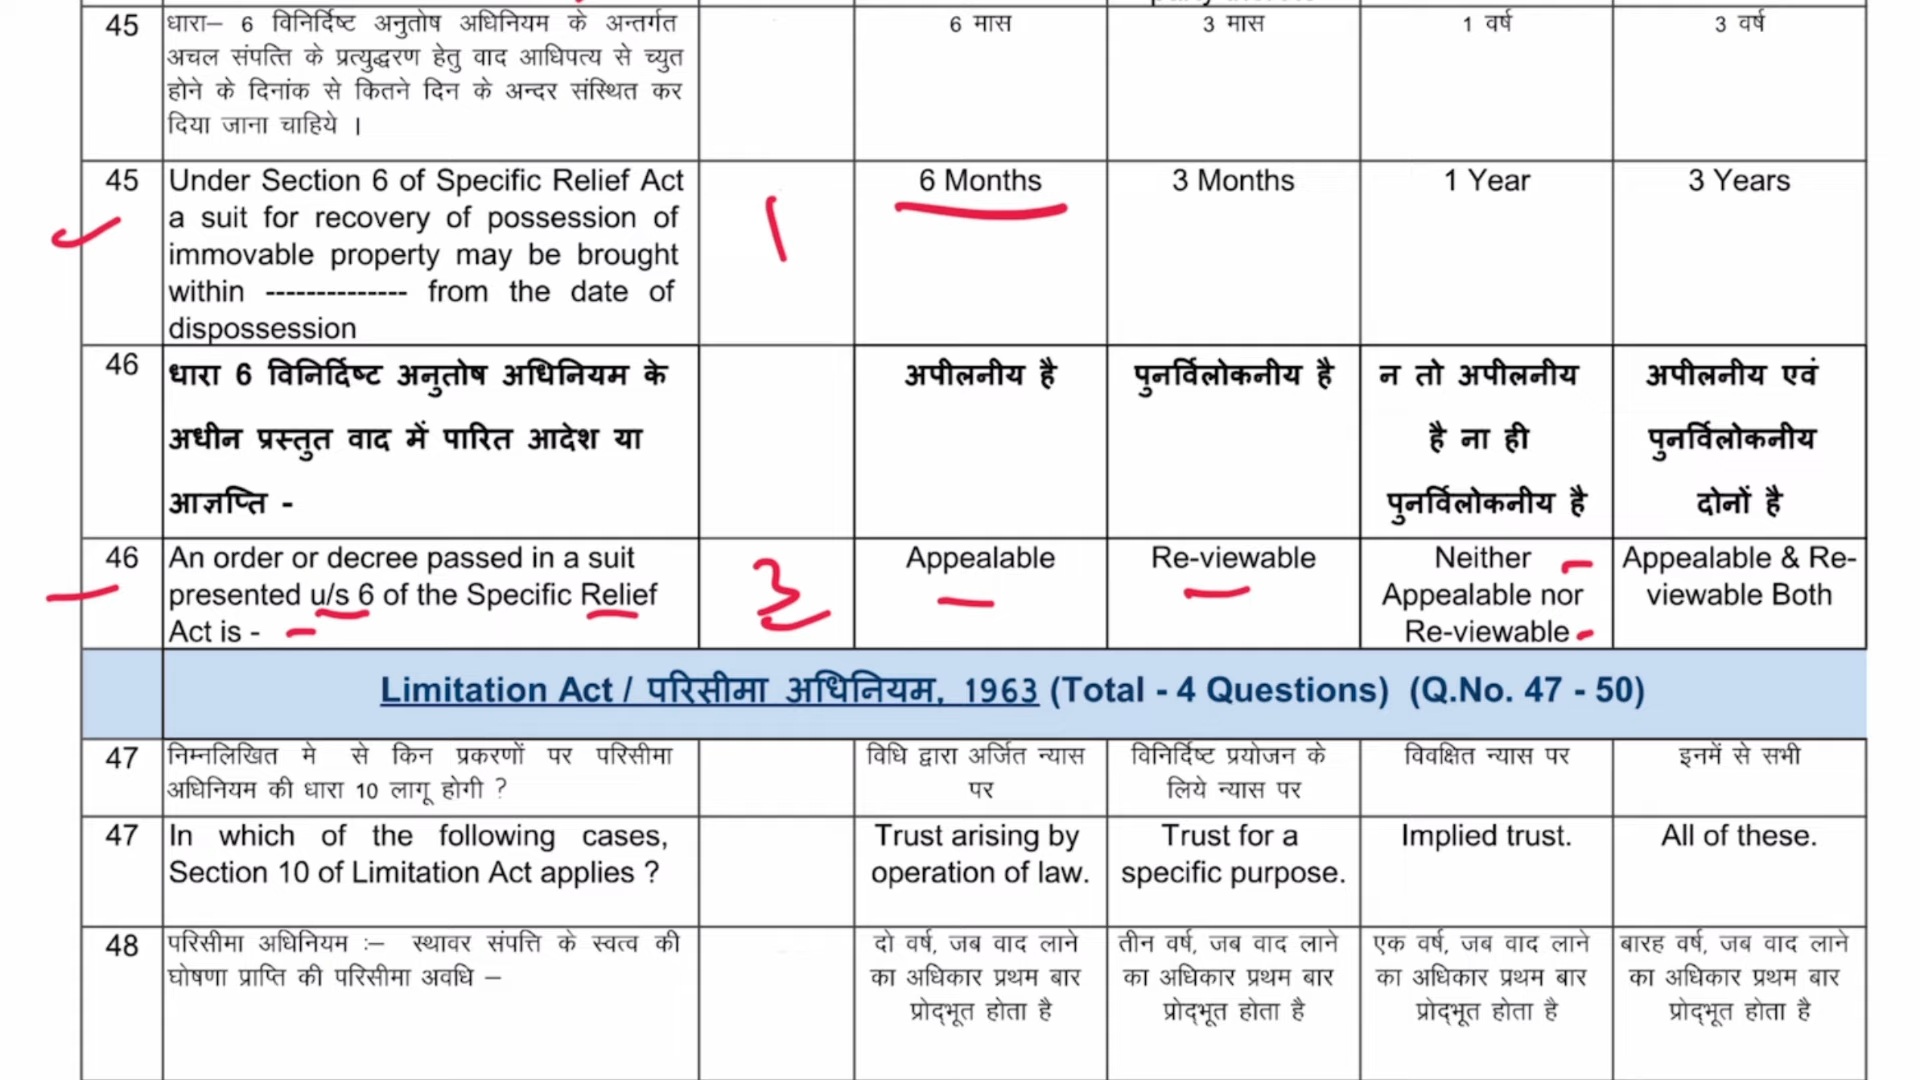 45
धारा– 6 विनिर्दिष्ट अनुतोष अधिनियम के अन्तर्गत
अचल संपत्ति के प्रत्युद्धरण हेतु वाद आधिपत्य से च्युत
होने के दिनांक से कितने दिन के अन्दर संस्थित कर
दिया जाना चाहिये ।
6 मास
3 मास
1 वर्ष
3 वर्ष
45
Under Section 6 of Specific Relief Act
a suit for recovery of possession of
immovable property may be brought
within -------------- from the date of
dispossession
1
6 Months
3 Months
1 Year
3 Years
46
धारा 6 विनिर्दिष्ट अनुतोष अधिनियम के
अधीन प्रस्तुत वाद में पारित आदेश या
आज्ञप्ति -
अपीलनीय है
पुनर्विलोकनीय है
न तो अपीलनीय
है ना ही
पुनर्विलोकनीय है
अपीलनीय एवं
पुनर्विलोकनीय
दोनों है
46
An order or decree passed in a suit
presented u/s 6 of the Specific Relief
Act is -
3
Appealable
Re-viewable
Neither
Appealable nor
Re-viewable
Appealable & Re-
viewable Both
Limitation Act / परिसीमा अधिनियम, 1963 (Total - 4 Questions) (Q.No. 47 - 50)
47
निम्नलिखित मे से किन प्रकरणों पर परिसीमा
अधिनियम की धारा 10 लागू होगी ?
विधि द्वारा अर्जित न्यास
पर
विनिर्दिष्ट प्रयोजन के
लिये न्यास पर
विवक्षित न्यास पर
इनमें से सभी
47
In which of the following cases,
Section 10 of Limitation Act applies ?
Trust arising by
operation of law.
Trust for a
specific purpose.
Implied trust.
All of these.
48
परिसीमा अधिनियम :– स्थावर संपत्ति के स्वत्व की
घोषणा प्राप्ति की परिसीमा अवधि –
दो वर्ष, जब वाद लाने
का अधिकार प्रथम बार
प्रोद्भूत होता है
तीन वर्ष, जब वाद लाने
का अधिकार प्रथम बार
प्रोद्भूत होता है
एक वर्ष, जब वाद लाने
का अधिकार प्रथम बार
प्रोद्भूत होता है
बारह वर्ष, जब वाद लाने
का अधिकार प्रथम बार
प्रोद्भूत होता है